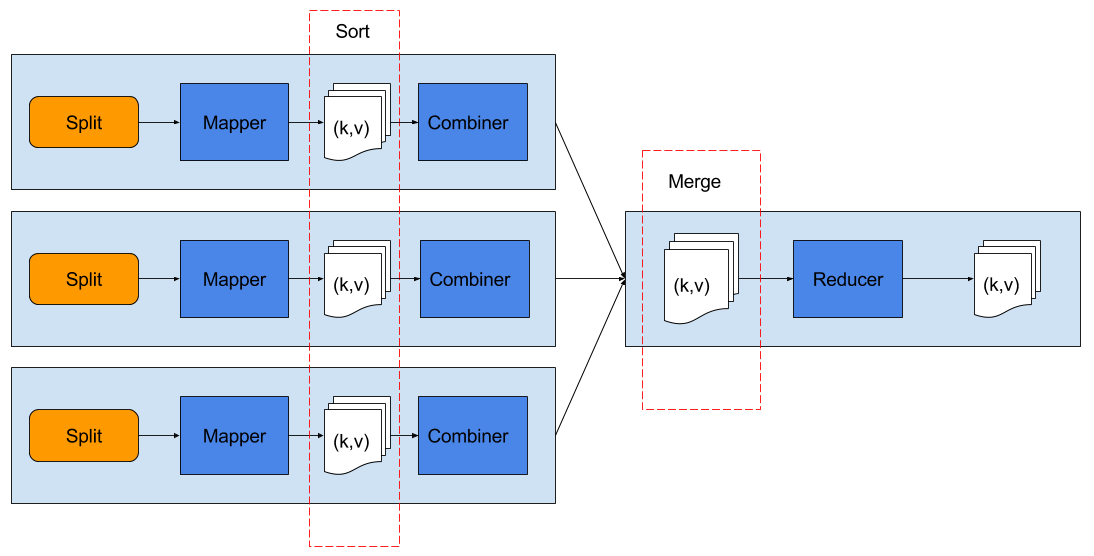 Sort
Split
Mapper
(k,v)
Combiner
Merge
Split
Mapper
(k,v)
Combiner
(k,v)
Reducer
(k,v)
Split
Mapper
(k,v)
Combiner